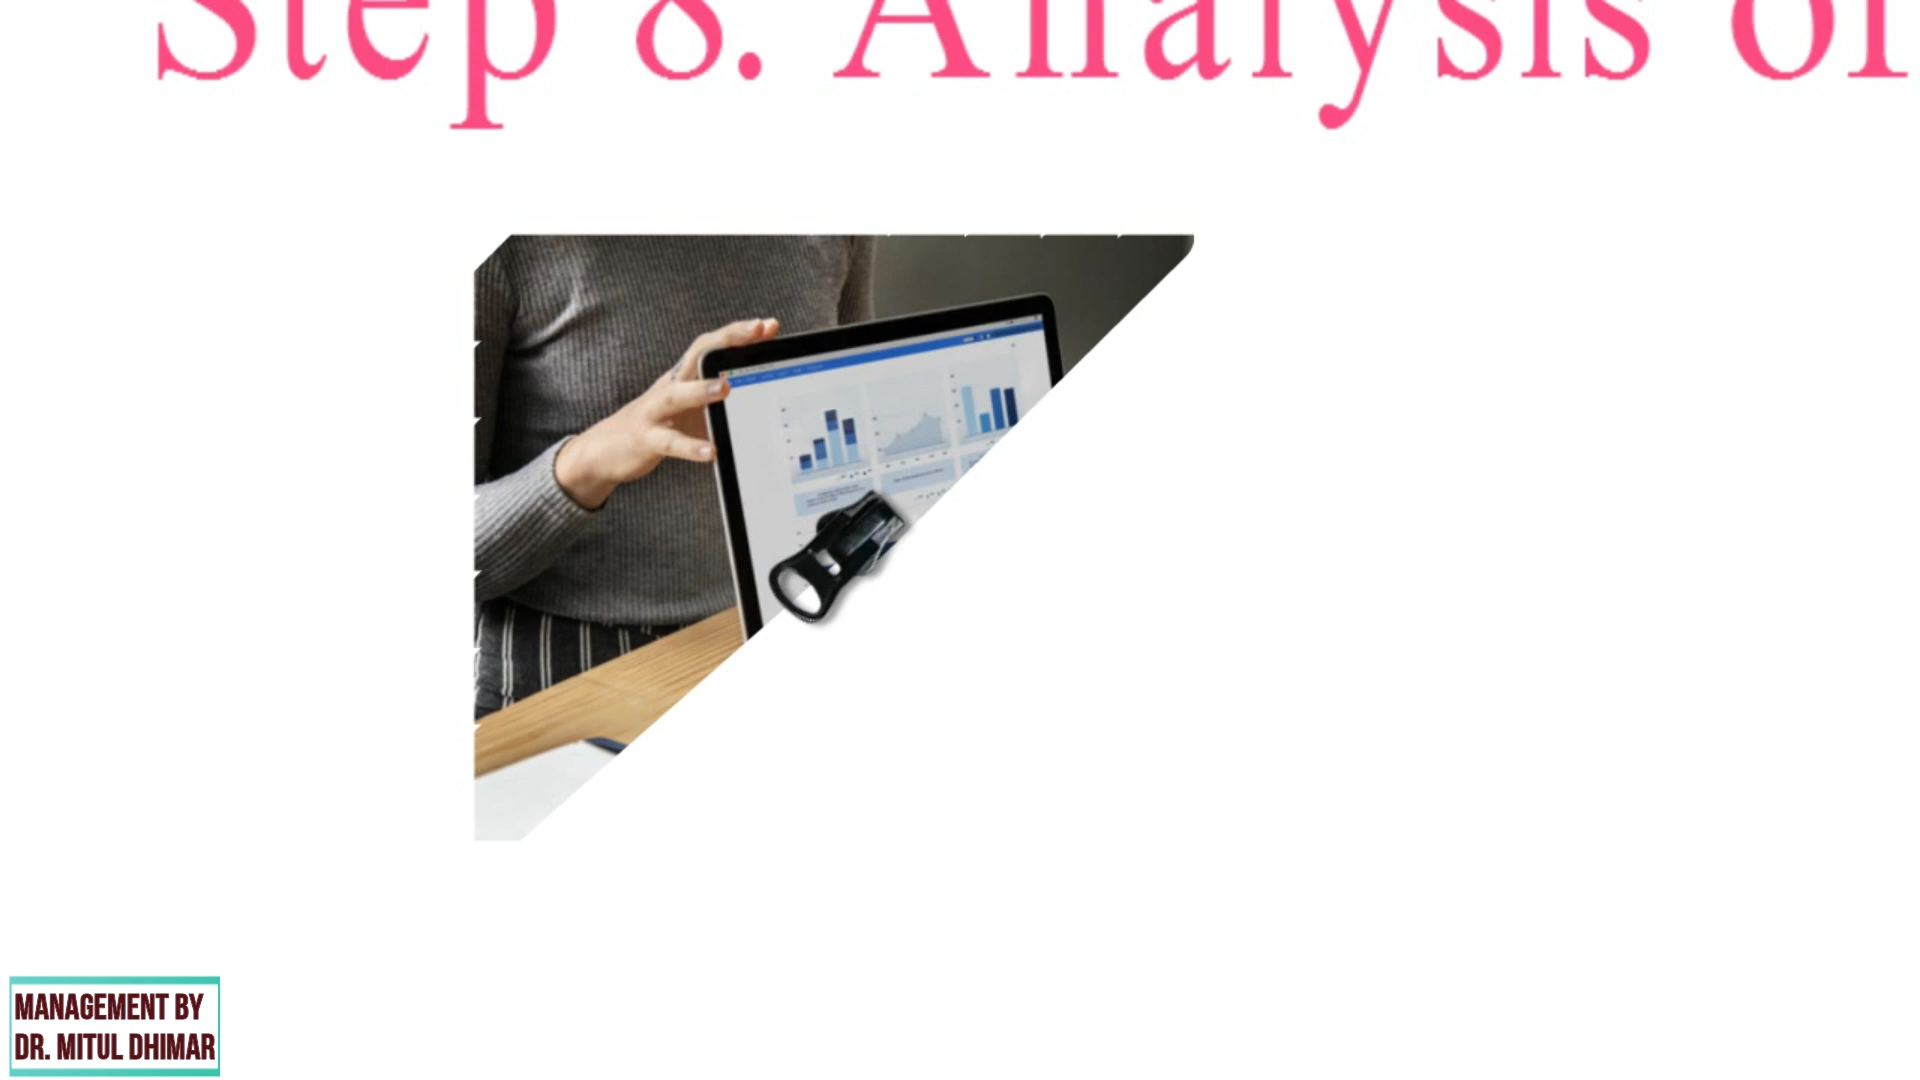 Step 8. Analysis of
MANAGEMENT BY
DR. MITUL DHIMAR